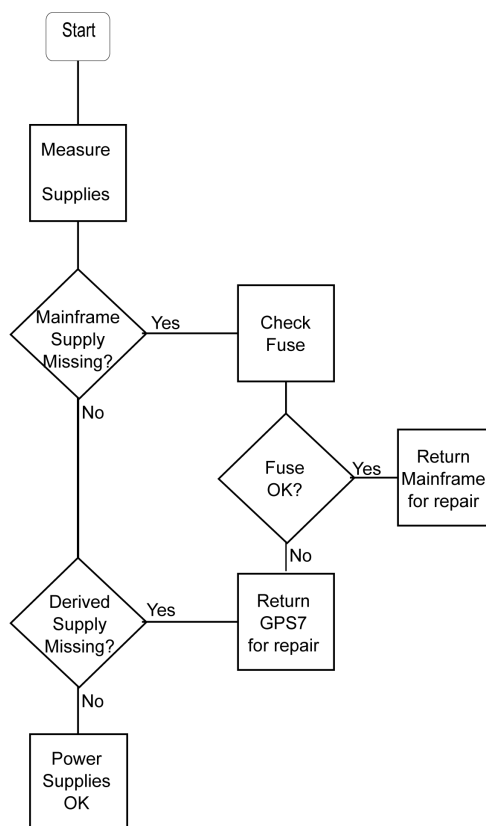 Start
Measure
Supplies
Mainframe
Supply
Missing?
Yes
Check
Fuse
No
Fuse
OK?
Yes
Return
Mainframe
for repair
No
Derived
Supply
Missing?
Yes
Return
GPS7
for repair
No
Power
Supplies
OK